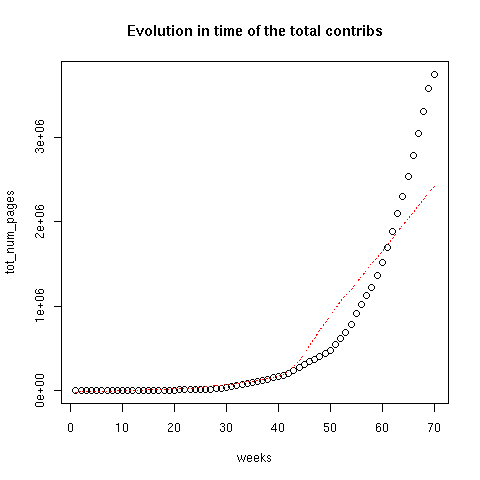 Evolution in time of the total contribs
tot_num_pages
3e+06
2e+06
1e+06
0e+00
0 10 20 30 40 50 60 70
weeks